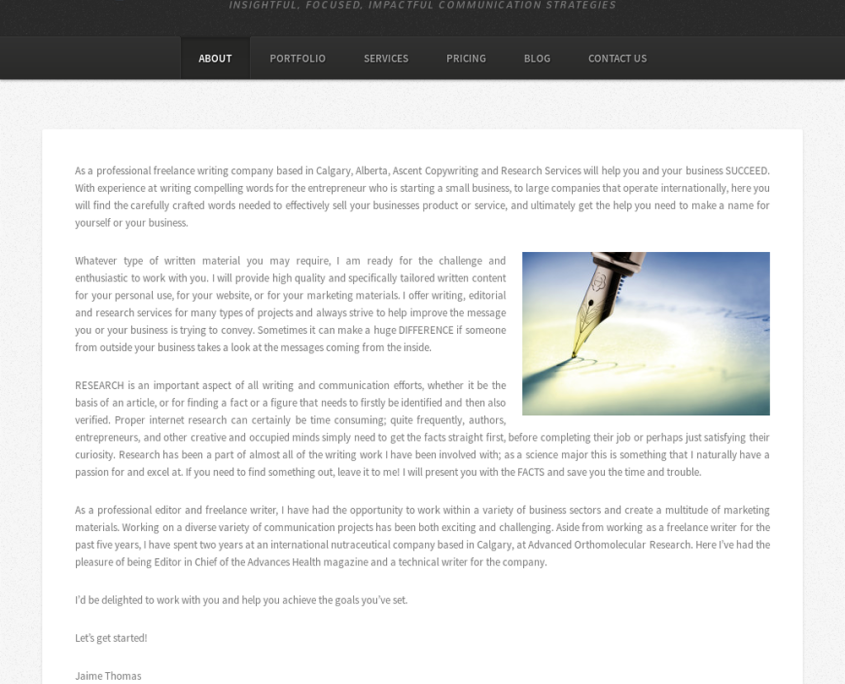 INSIGHTFUL, FOCUSED, IMPACTFUL COMMUNICATION STRATEGIES
ABOUT PORTFOLIO SERVICES PRICING BLOG CONTACT US
As a professional freelance writing company based in Calgary, Alberta, Ascent Copywriting and Research Services will help you and your business SUCCEED.
With experience at writing compelling words for the entrepreneur who is starting a small business, to large companies that operate internationally, here you
will find the carefully crafted words needed to effectively sell your businesses product or service, and ultimately get the help you need to make a name for
yourself or your business.
Whatever type of written material you may require, I am ready for the challenge and
enthusiastic to work with you. I will provide high quality and specifically tailored written content
for your personal use, for your website, or for your marketing materials. I offer writing, editorial
and research services for many types of projects and always strive to help improve the message
you or your business is trying to convey. Sometimes it can make a huge DIFFERENCE if someone
from outside your business takes a look at the messages coming from the inside.
RESEARCH is an important aspect of all writing and communication efforts, whether it be the
basis of an article, or for finding a fact or a figure that needs to firstly be identified and then also
verified. Proper internet research can certainly be time consuming; quite frequently, authors,
entrepreneurs, and other creative and occupied minds simply need to get the facts straight first, before completing their job or perhaps just satisfying their
curiosity. Research has been a part of almost all of the writing work I have been involved with; as a science major this is something that I naturally have a
passion for and excel at. If you need to find something out, leave it to me! I will present you with the FACTS and save you the time and trouble.
As a professional editor and freelance writer, I have had the opportunity to work within a variety of business sectors and create a multitude of marketing
materials. Working on a diverse variety of communication projects has been both exciting and challenging. Aside from working as a freelance writer for the
past five years, I have spent two years at an international nutraceutical company based in Calgary, at Advanced Orthomolecular Research. Here I've had the
pleasure of being Editor in Chief of the Advances Health magazine and a technical writer for the company.
I'd be delighted to work with you and help you achieve the goals you've set.
Let's get started!
Jaime Thomas